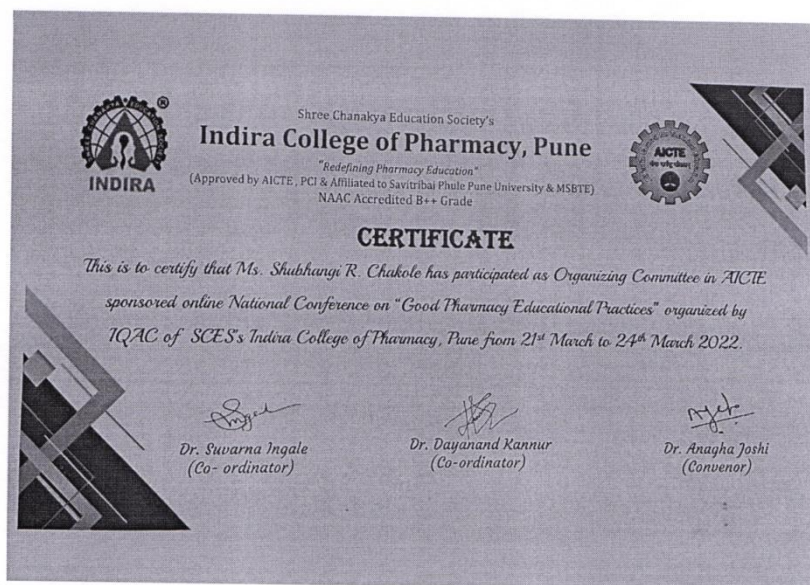 ®
INDIRA
Shree Chanakya Education Society's
Indira College of Pharmacy, Pune
"Redefining Pharmacy Education"
(Approved by AICTE, PCI & Affiliated to Savitribai Phule Pune University & MSBTE)
NAAC Accredited B++ Grade
AICTE
CERTIFICATE
This is to certify that Ms. Shubhangi R. Chakole has participated as Organizing Committee in AICTE
sponsored online National Conference on "Good Pharmacy Educational Practices" organized by
IQAC of SCES's Indira College of Pharmacy, Pune from 21st March to 24th March 2022.
Dr. Suvarna Ingale
(Co- ordinator)
Dr. Dayanand Kannur
(Co-ordinator)
Dr. Anagha Joshi
(Convenor)